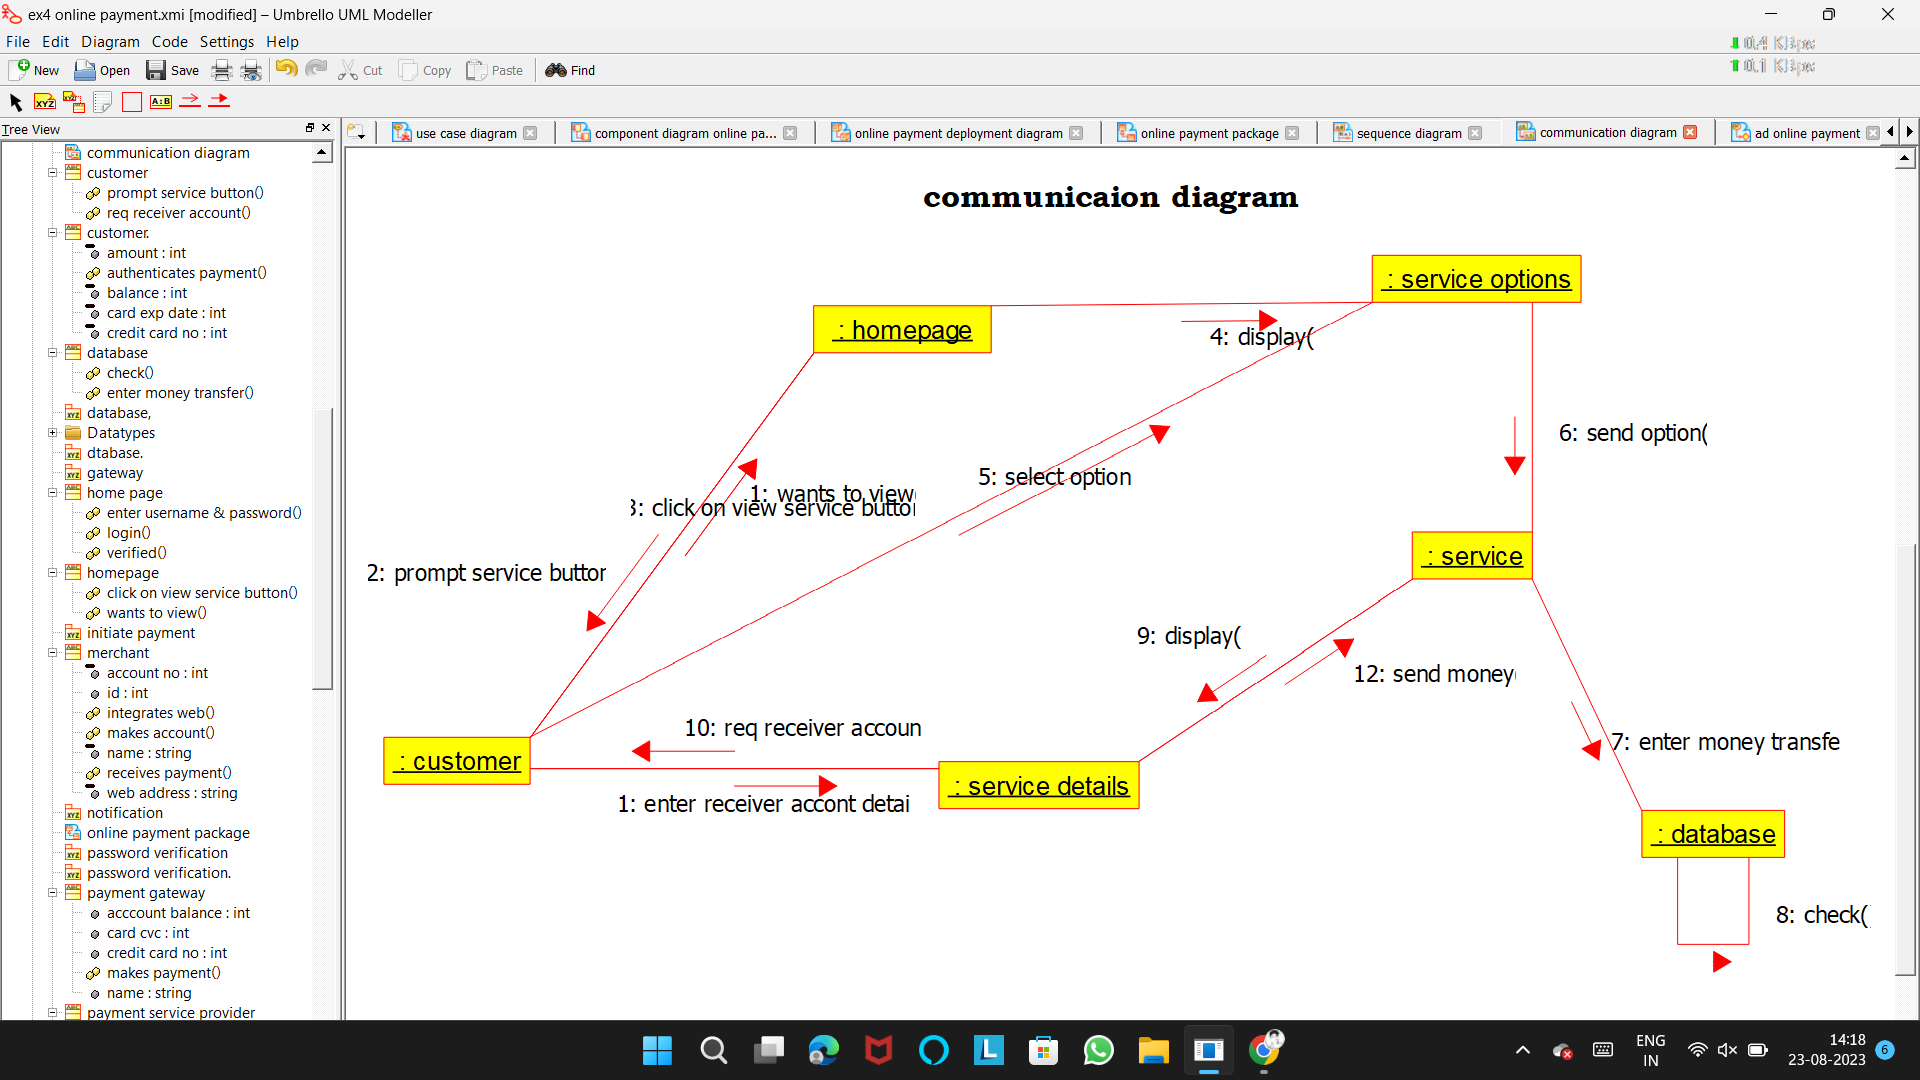 ex4 online payment.xmi [modified] – Umbrello UML Modeller
File Edit Diagram Code Settings Help
0.4 KBps
0.1 KBps
New Open Save Cut Copy Paste Find
XYZ A:B
Tree View
use case diagram
component diagram online pa...
online payment deployment diagram
online payment package
sequence diagram
communication diagram
ad online payment
communication diagram
customer
prompt service button()
req receiver account()
customer.
amount : int
authenticates payment()
balance : int
card exp date : int
credit card no : int
database
check()
enter money transfer()
database,
Datatypes
dtabase.
gateway
home page
enter username & password()
login()
verified()
homepage
click on view service button()
wants to view()
initiate payment
merchant
account no : int
id : int
integrates web()
makes account()
name : string
receives payment()
web address : string
notification
online payment package
password verification
password verification.
payment gateway
acccount balance : int
card cvc : int
credit card no : int
makes payment()
name : string
payment service provider
communicaion diagram
: service options
: homepage
4: display(
6: send option(
5: select option
1: wants to view(
3: click on view service button
2: prompt service button
: service
9: display(
12: send money(
10: req receiver accoun
7: enter money transfe
: customer
: service details
1: enter receiver accont detai
: database
8: check()
ENG
IN
14:18
23-08-2023
6